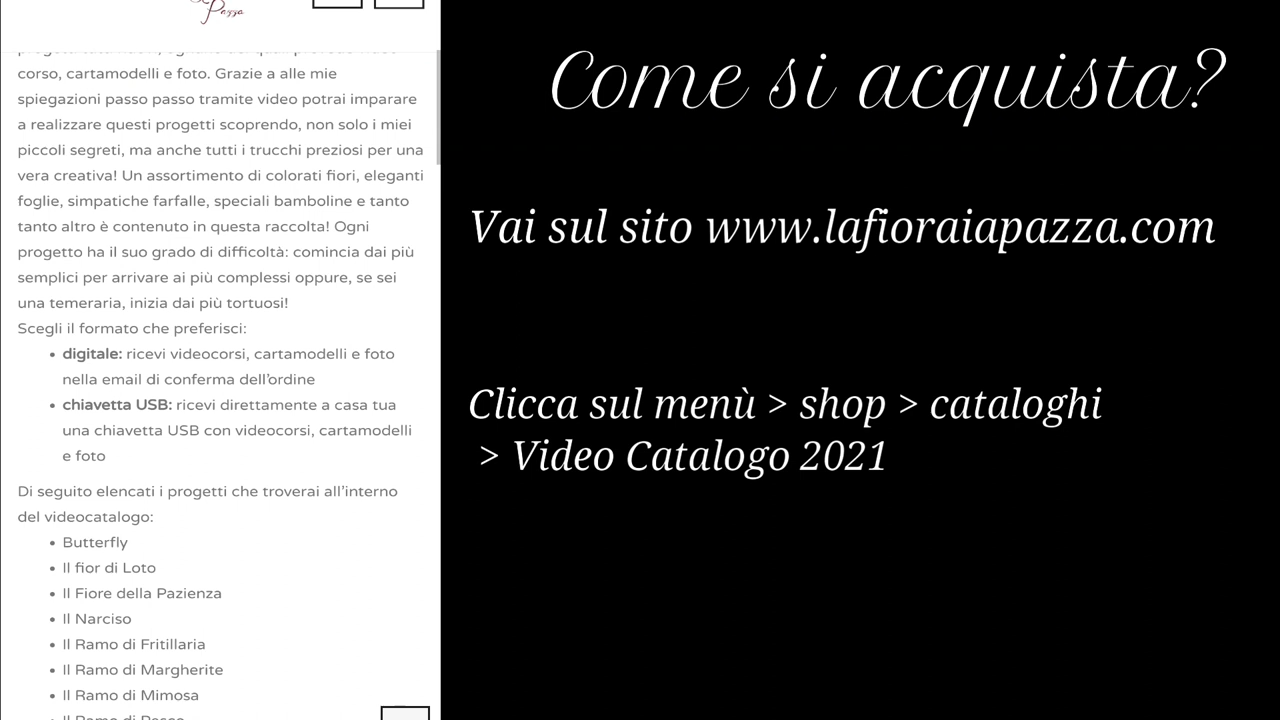 Pazza
corso, cartamodelli e foto. Grazie a alle mie
spiegazioni passo passo tramite video potrai imparare
a realizzare questi progetti scoprendo, non solo i miei
piccoli segreti, ma anche tutti i trucchi preziosi per una
vera creativa! Un assortimento di colorati fiori, eleganti
foglie, simpatiche farfalle, speciali bamboline e tanto
tanto altro è contenuto in questa raccolta! Ogni
progetto ha il suo grado di difficoltà: comincia dai più
semplici per arrivare ai più complessi oppure, se sei
una temeraria, inizia dai più tortuosi!
Scegli il formato che preferisci:
• digitale: ricevi videocorsi, cartamodelli e foto
nella email di conferma dell'ordine
• chiavetta USB: ricevi direttamente a casa tua
una chiavetta USB con videocorsi, cartamodelli
e foto
Di seguito elencati i progetti che troverai all'interno
del videocatalogo:
• Butterfly
• Il fior di Loto
• Il Fiore della Pazienza
• Il Narciso
• Il Ramo di Fritillaria
• Il Ramo di Margherite
• Il Ramo di Mimosa
• Il Ramo di Pesco
Come si acquista?
Vai sul sito www.lafioraiapazza.com
Clicca sul menù > shop > cataloghi
> Video Catalogo 2021